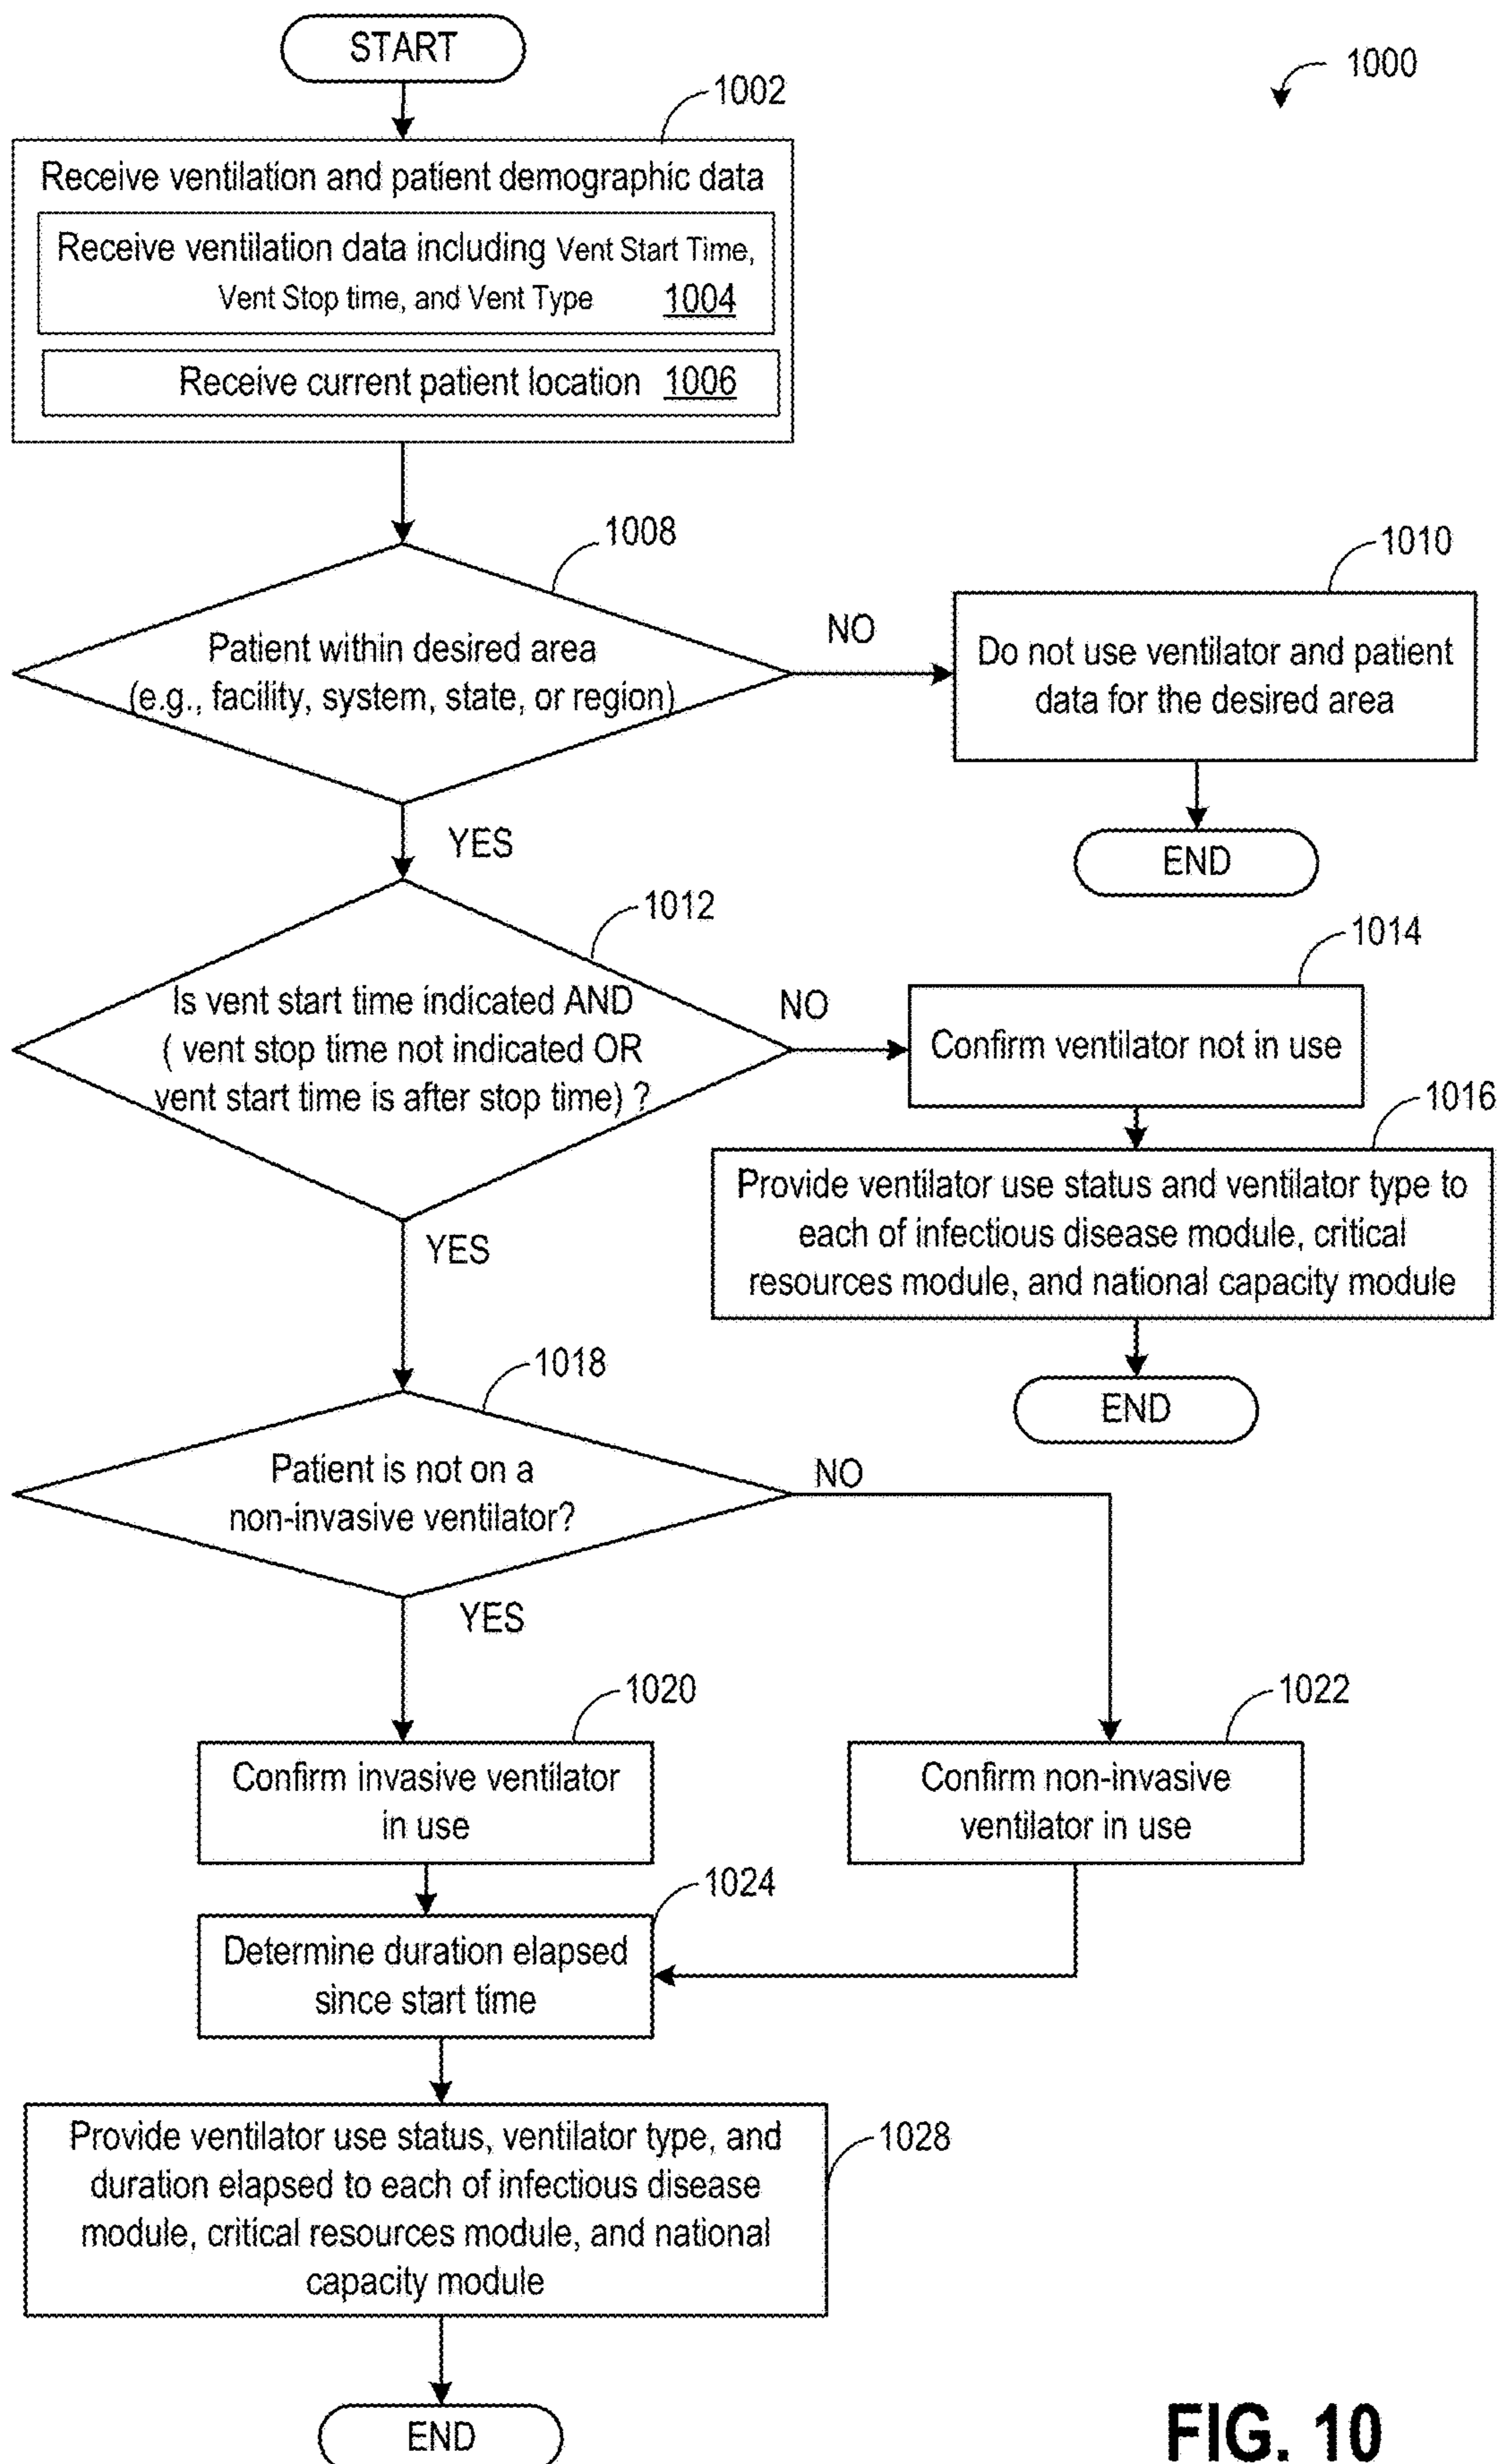 START
1000
1002
Receive ventilation and patient demographic data
Receive ventilation data including Vent Start Time,
Vent Stop time, and Vent Type 1004
Receive current patient location 1006
1008
Patient within desired area
(e.g., facility, system, state, or region)
NO
1010
Do not use ventilator and patient
data for the desired area
END
YES
1012
Is vent start time indicated AND
( vent stop time not indicated OR
vent start time is after stop time) ?
NO
1014
Confirm ventilator not in use
1016
Provide ventilator use status and ventilator type to
each of infectious disease module, critical
resources module, and national capacity module
END
YES
1018
Patient is not on a
non-invasive ventilator?
NO
YES
1020
Confirm invasive ventilator
in use
1022
Confirm non-invasive
ventilator in use
1024
Determine duration elapsed
since start time
1028
Provide ventilator use status, ventilator type, and
duration elapsed to each of infectious disease
module, critical resources module, and national
capacity module
END
FIG. 10